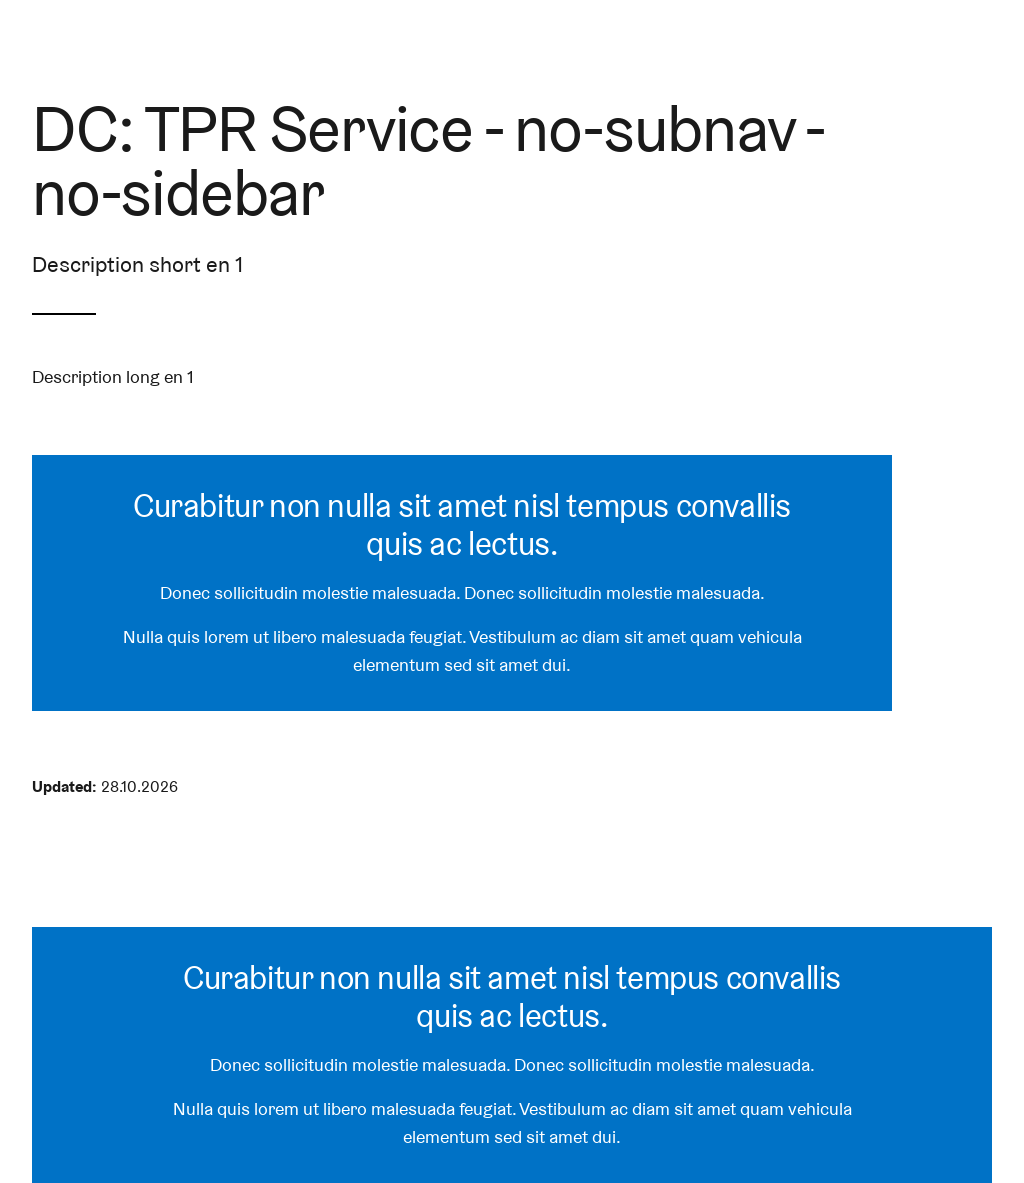 DC: TPR Service - no-subnav -
no-sidebar
Description short en 1
Description long en 1
Curabitur non nulla sit amet nisl tempus convallis
quis ac lectus.
Donec sollicitudin molestie malesuada. Donec sollicitudin molestie malesuada.
Nulla quis lorem ut libero malesuada feugiat. Vestibulum ac diam sit amet quam vehicula
elementum sed sit amet dui.
Updated: 28.10.2026
Curabitur non nulla sit amet nisl tempus convallis
quis ac lectus.
Donec sollicitudin molestie malesuada. Donec sollicitudin molestie malesuada.
Nulla quis lorem ut libero malesuada feugiat. Vestibulum ac diam sit amet quam vehicula
elementum sed sit amet dui.